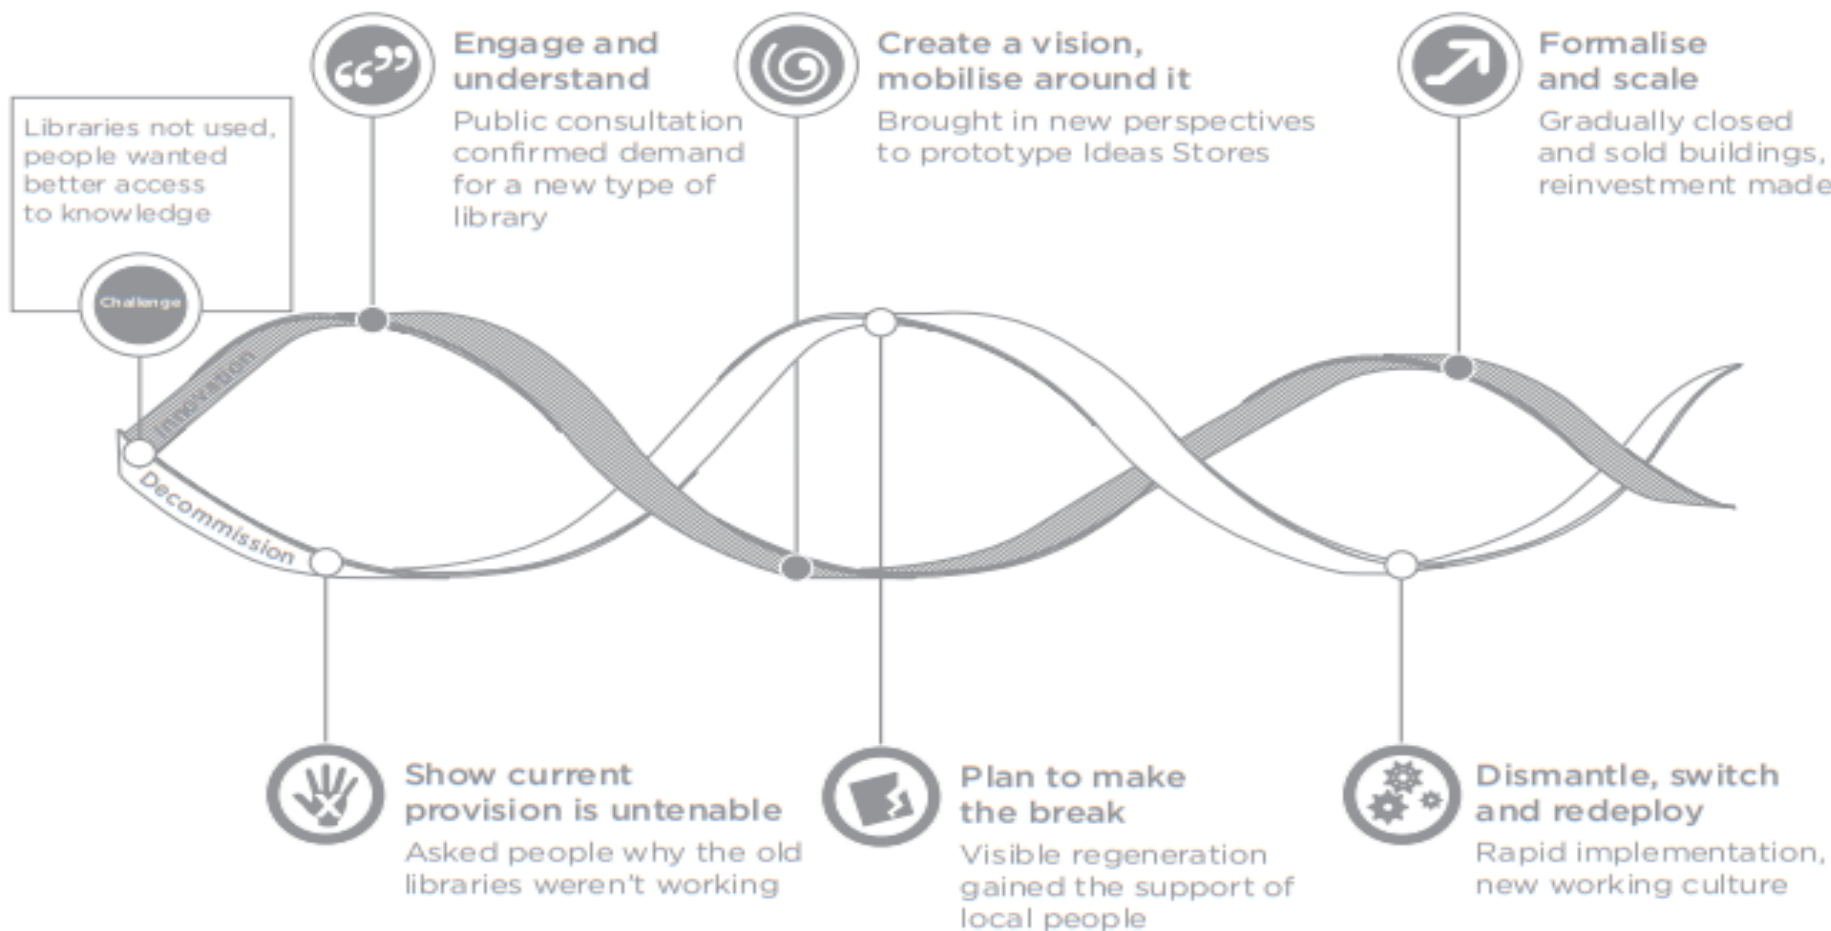 Libraries not used,
people wanted
better access
to knowledge
Challenge
Engage and
understand
Public consultation
confirmed demand
for a new type of
library
Create a vision,
mobilise around it
Brought in new perspectives
to prototype Ideas Stores
Formalise
and scale
Gradually closed
and sold buildings,
reinvestment made
Innovation
Decommission
Show current
provision is untenable
Asked people why the old
libraries weren't working
Plan to make
the break
Visible regeneration
gained the support of
local people
Dismantle, switch
and redeploy
Rapid implementation,
new working culture